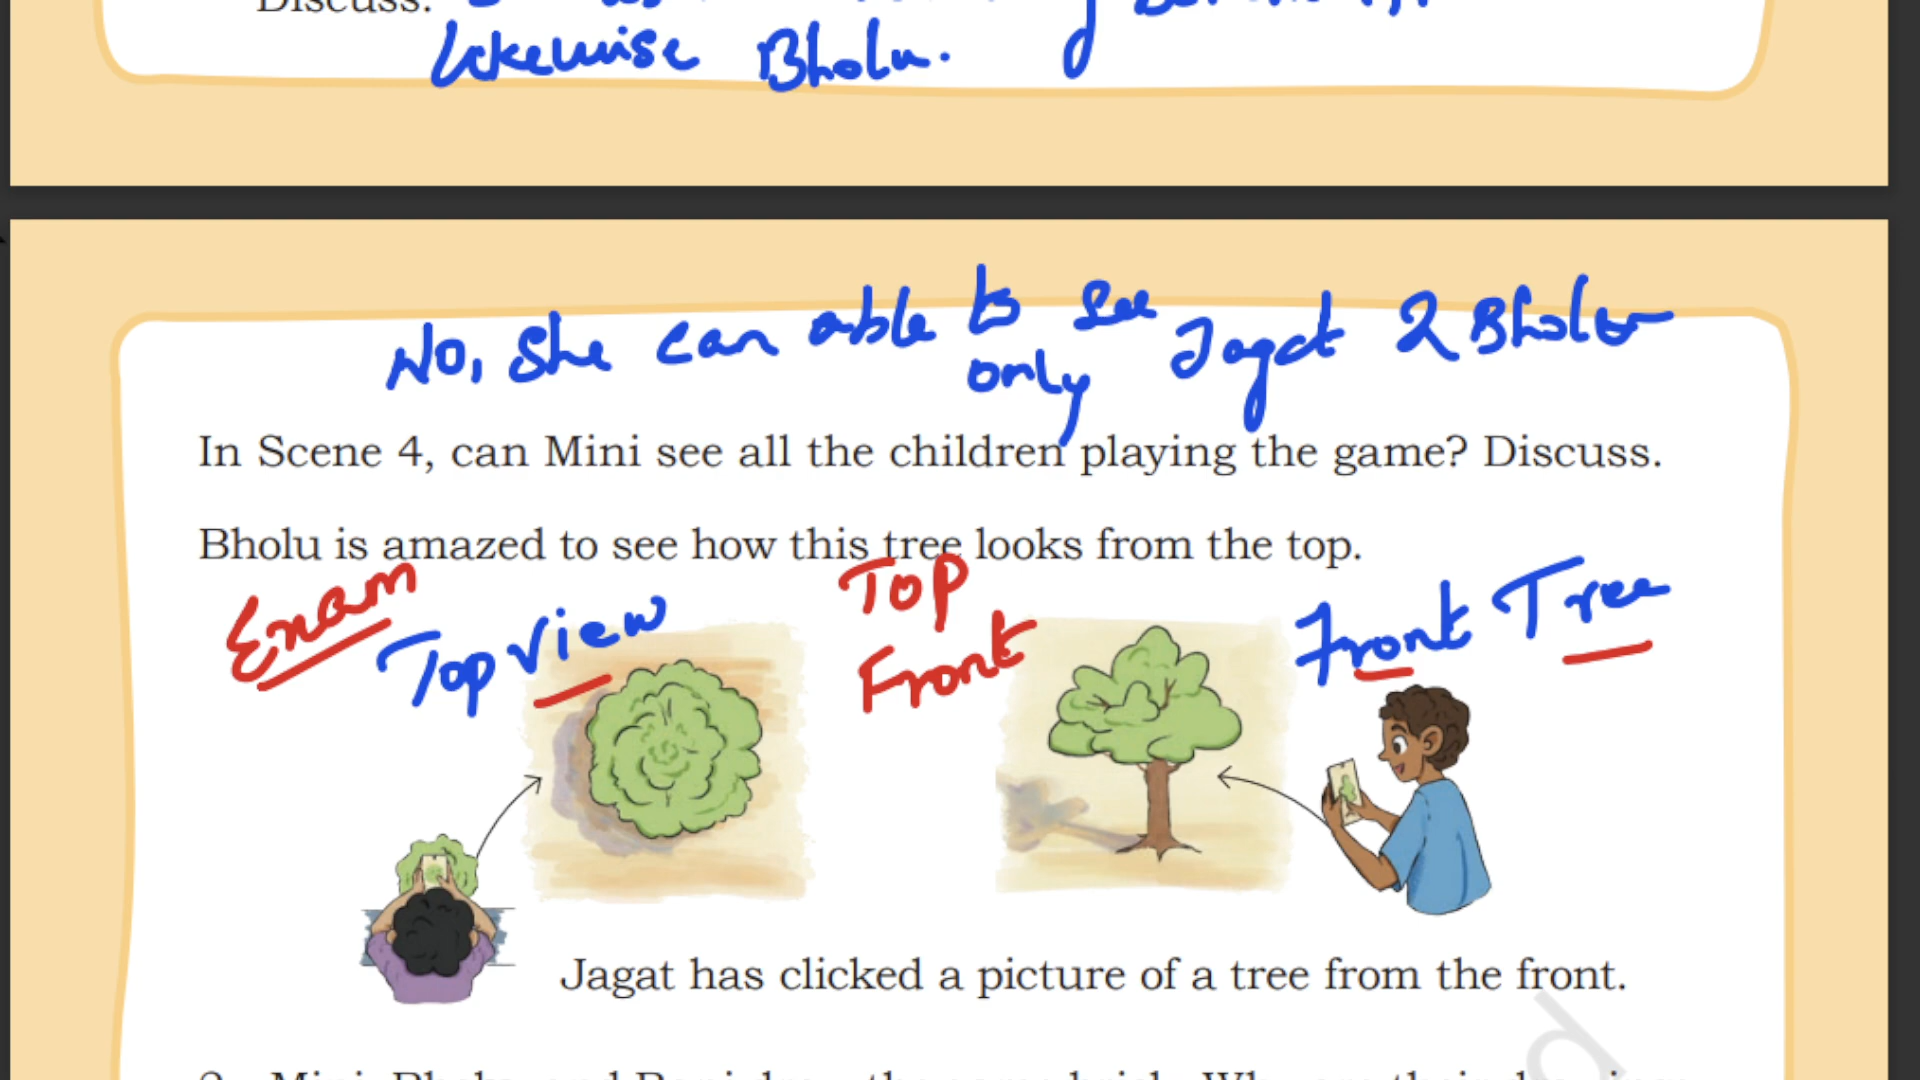 Discuss.
likewise Bholu.
No, She can able to See Jagat & Bholu
only
In Scene 4, can Mini see all the children playing the game? Discuss.
Bholu is amazed to see how this tree looks from the top.
Exam
Top View
Top
Front
Front Tree
Jagat has clicked a picture of a tree from the front.